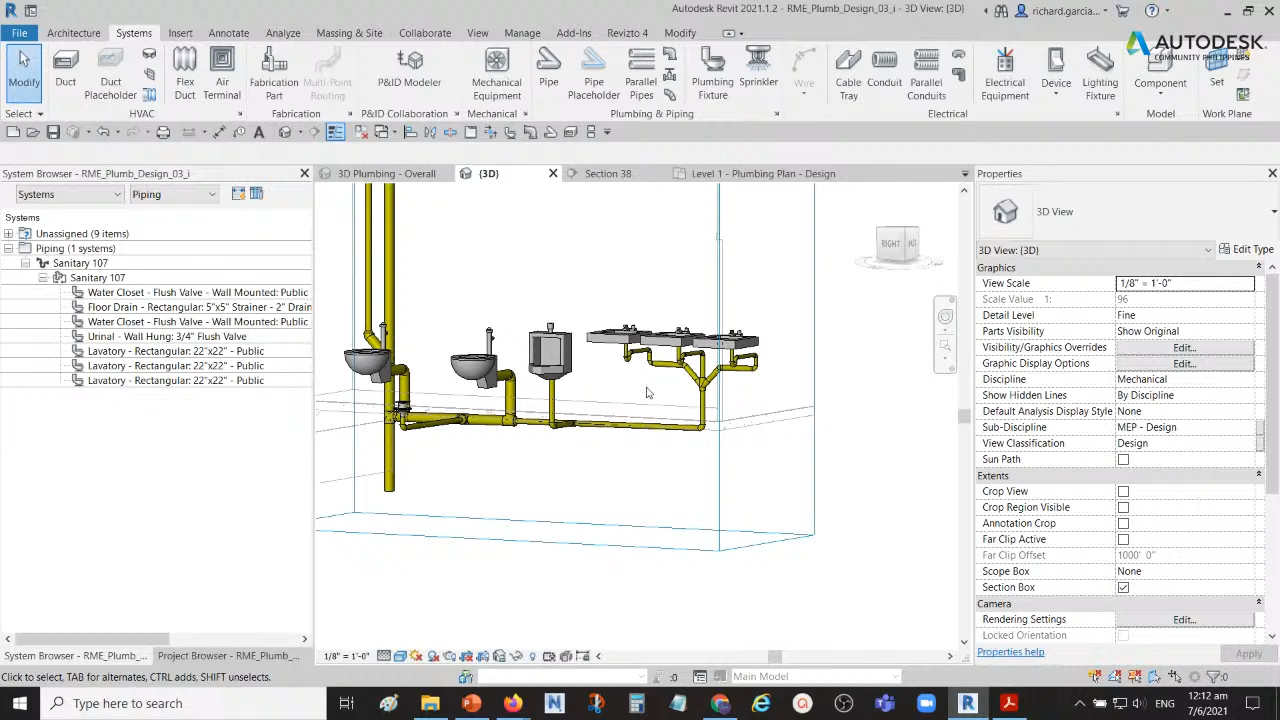 Autodesk Revit 2021.1.2 - RME_Plumb_Design_03_i - 3D View: {3D}
richard.garcia...
AUTODESK
COMMUNITY PHILIPPINES
File Architecture Systems Insert Annotate Analyze Massing & Site Collaborate View Manage Add-Ins Revizto 4 Modify
Modify
Duct
Duct Placeholder
Flex Duct
Air Terminal
Fabrication Part
Multi-Point Routing
P&ID Modeler
Mechanical Equipment
Pipe
Pipe Placeholder
Parallel Pipes
Plumbing Fixture
Sprinkler
Wire
Cable Tray
Conduit
Parallel Conduits
Electrical Equipment
Device
Lighting Fixture
Component
Set
Select HVAC Fabrication P&ID Collaboration Mechanical Plumbing & Piping Electrical Model Work Plane
System Browser - RME_Plumb_Design_03_i
Systems Piping
Systems
Unassigned (9 items)
Piping (1 systems)
Sanitary 107
Sanitary 107
Water Closet - Flush Valve - Wall Mounted: Public
Floor Drain - Rectangular: 5"x5" Strainer - 2" Drain
Water Closet - Flush Valve - Wall Mounted: Public
Urinal - Wall Hung: 3/4" Flush Valve
Lavatory - Rectangular: 22"x22" - Public
Lavatory - Rectangular: 22"x22" - Public
Lavatory - Rectangular: 22"x22" - Public
System Browser - RME_Plumb_... Project Browser - RME_Plumb_...
3D Plumbing - Overall {3D} Section 38 Level 1 - Plumbing Plan - Design
RIGHT
1/8" = 1'-0"
Properties
3D View
3D View: {3D} Edit Type
Graphics
View Scale 1/8" = 1'-0"
Scale Value 1: 96
Detail Level Fine
Parts Visibility Show Original
Visibility/Graphics Overrides Edit...
Graphic Display Options Edit...
Discipline Mechanical
Show Hidden Lines By Discipline
Default Analysis Display Style None
Sub-Discipline MEP - Design
View Classification Design
Sun Path
Extents
Crop View
Crop Region Visible
Annotation Crop
Far Clip Active
Far Clip Offset 1000' 0"
Scope Box None
Section Box
Camera
Rendering Settings Edit...
Locked Orientation
Properties help Apply
Click to select, TAB for alternates, CTRL adds, SHIFT unselects.
:0 Main Model :0
Type here to search
ENG
12:12 am
7/6/2021